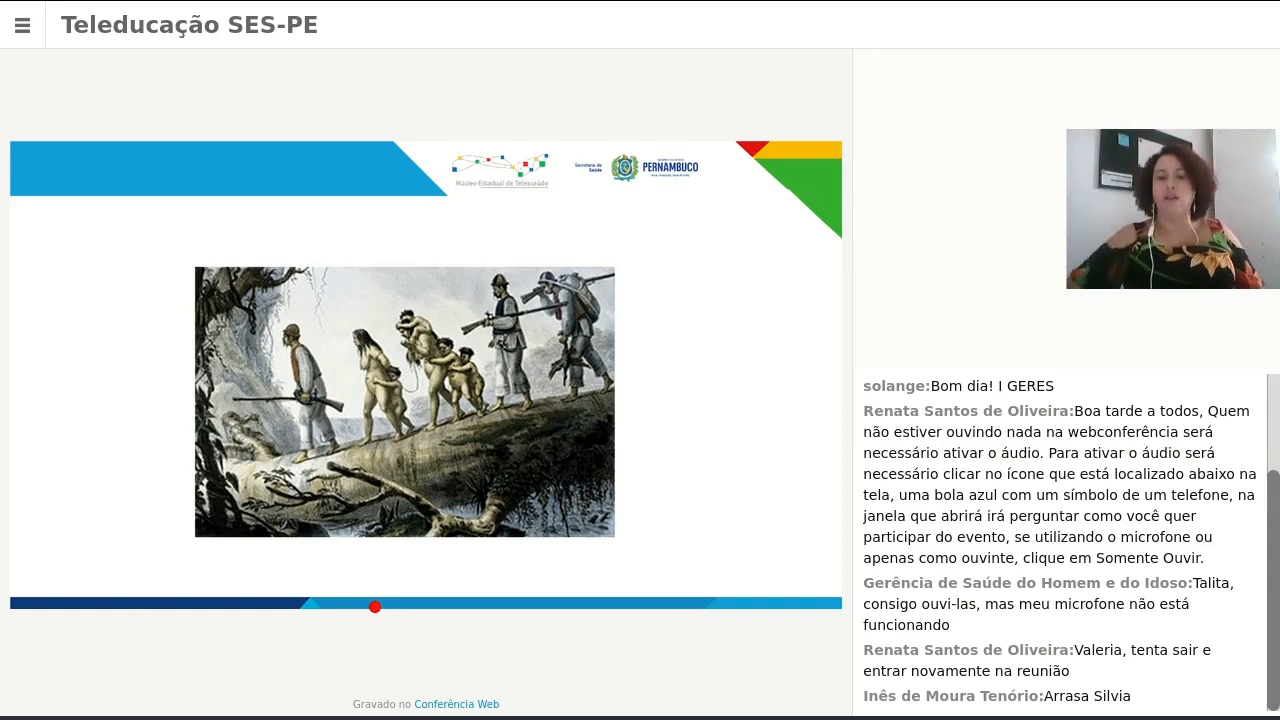 Teleducação SES-PE
Núcleo Estadual de Telessaúde
Secretaria de
Saúde
PERNAMBUCO
solange:Bom dia! I GERES
Renata Santos de Oliveira:Boa tarde a todos, Quem
não estiver ouvindo nada na webconferência será
necessário ativar o áudio. Para ativar o áudio será
necessário clicar no ícone que está localizado abaixo na
tela, uma bola azul com um símbolo de um telefone, na
janela que abrirá irá perguntar como você quer
participar do evento, se utilizando o microfone ou
apenas como ouvinte, clique em Somente Ouvir.
Gerência de Saúde do Homem e do Idoso:Talita,
consigo ouvi-las, mas meu microfone não está
funcionando
Renata Santos de Oliveira:Valeria, tenta sair e
entrar novamente na reunião
Inês de Moura Tenório:Arrasa Silvia
Gravado no Conferência Web